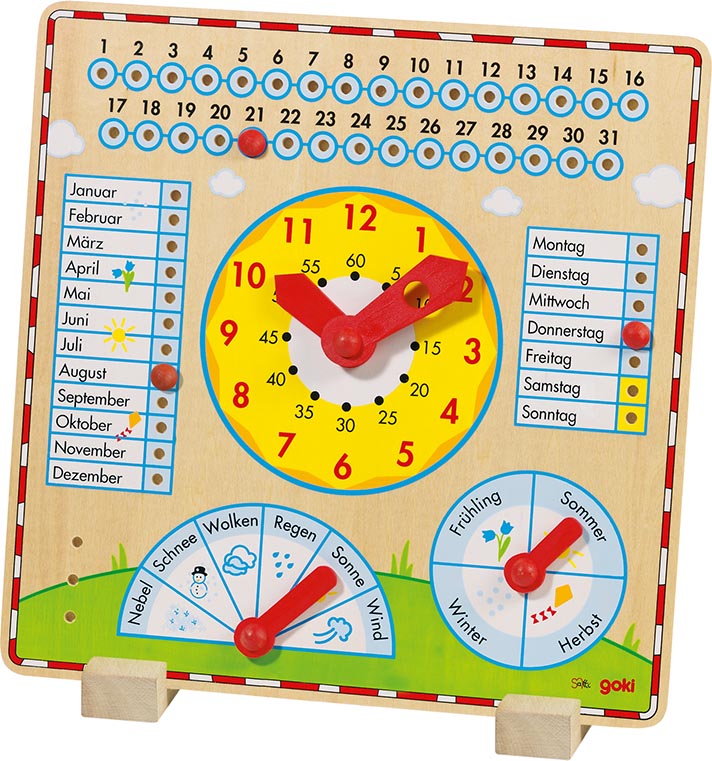 1 2 3 4 5 6 7 8 9 10 11 12 13 14 15 16
17 18 19 20 21 22 23 24 25 26 27 28 29 30 31
Januar
Februar
März
April
Mai
Juni
Juli
August
September
Oktober
November
Dezember
12
1
2
3
4
5
6
7
8
9
10
11
60
5
10
15
20
25
30
35
40
45
55
Montag
Dienstag
Mittwoch
Donnerstag
Freitag
Samstag
Sonntag
Nebel
Schnee
Wolken
Regen
Sonne
Wind
Frühling
Sommer
Herbst
Winter
goki